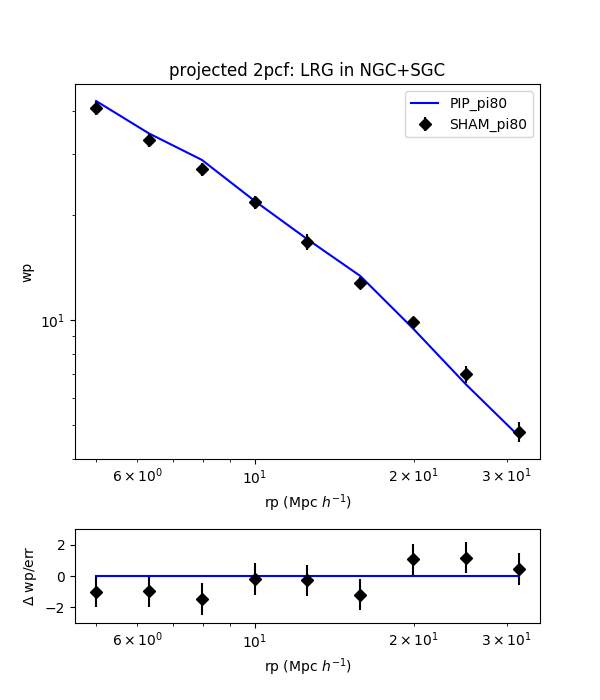 projected 2pcf: LRG in NGC+SGC
PIP_pi80
SHAM_pi80
wp
10¹
6 × 10⁰
10¹
2 × 10¹
3 × 10¹
rp (Mpc h⁻¹)
Δ wp/err
2
0
−2
6 × 10⁰
10¹
2 × 10¹
3 × 10¹
rp (Mpc h⁻¹)